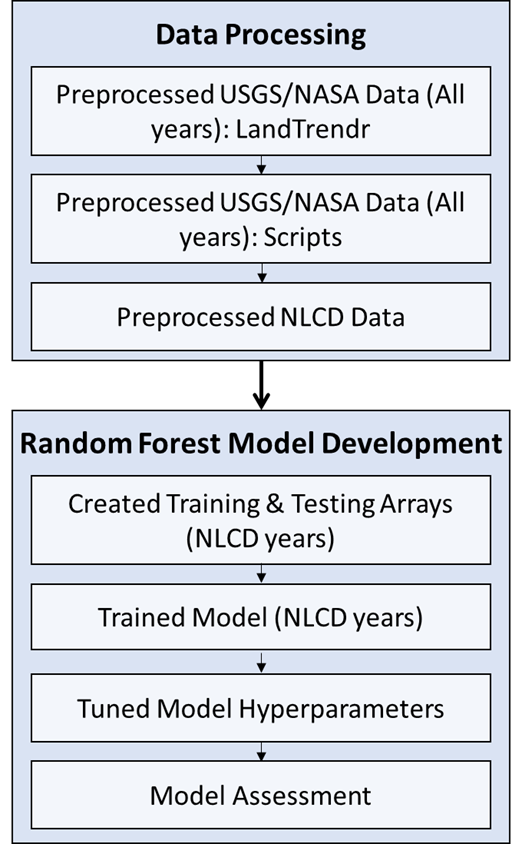 Data Processing
Preprocessed USGS/NASA Data (All
years): LandTrendr
Preprocessed USGS/NASA Data (All
years): Scripts
Preprocessed NLCD Data
Random Forest Model Development
Created Training & Testing Arrays
(NLCD years)
Trained Model (NLCD years)
Tuned Model Hyperparameters
Model Assessment